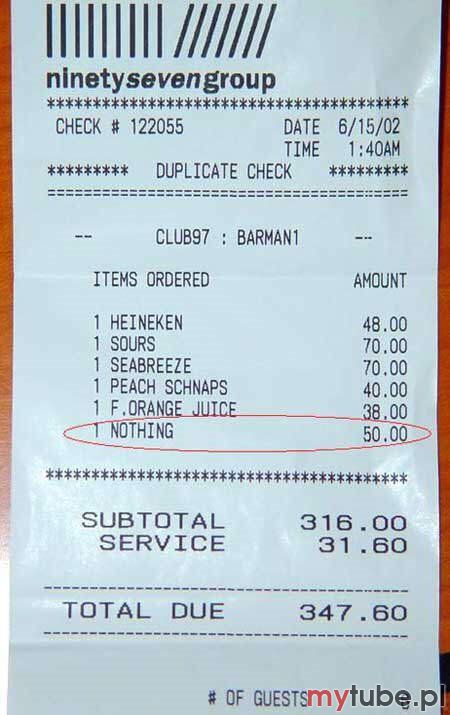 ninetysevengroup
****************************************
CHECK # 122055 DATE 6/15/02
TIME 1:40AM
********* DUPLICATE CHECK *********
========================================
-- CLUB97 : BARMAN1 --
ITEMS ORDERED AMOUNT
1 HEINEKEN 48.00
1 SOURS 70.00
1 SEABREEZE 70.00
1 PEACH SCHNAPS 40.00
1 F.ORANGE JUICE 38.00
1 NOTHING 50.00
****************************************
SUBTOTAL 316.00
SERVICE 31.60
----------------------------------------
TOTAL DUE 347.60
----------------------------------------
# OF GUESTS
mytube.pl